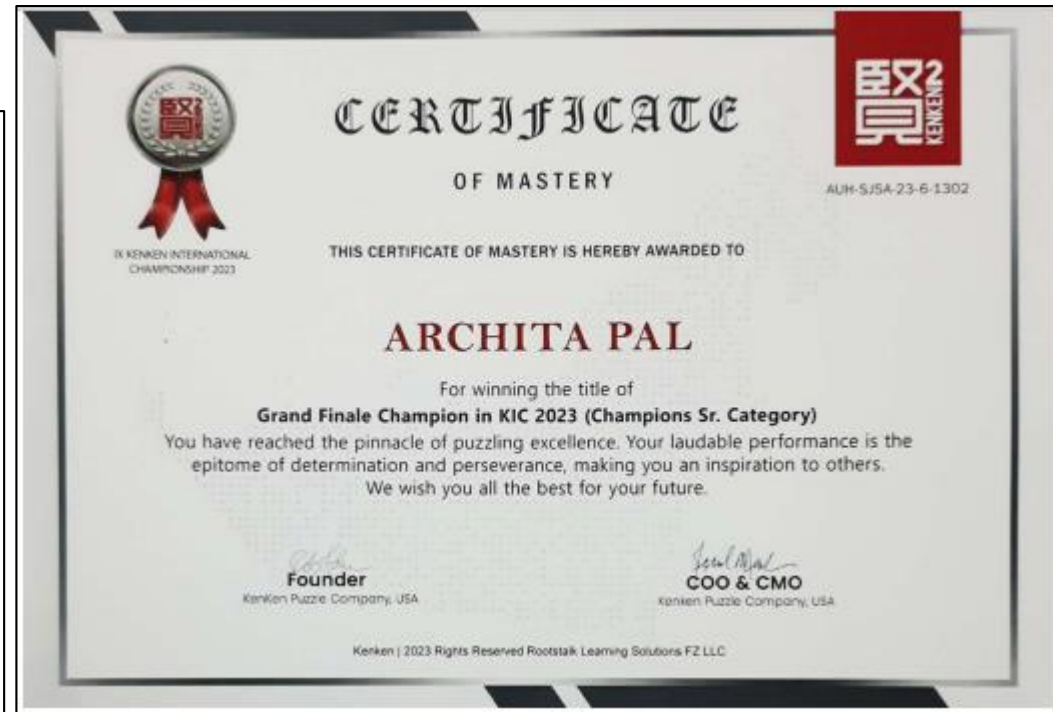 CERTIFICATE
OF MASTERY
賢2
KENKEN
AUH-SJSA-23-6-1302
賢2
IX KENKEN INTERNATIONAL
CHAMPIONSHIP 2023
THIS CERTIFICATE OF MASTERY IS HEREBY AWARDED TO
ARCHITA PAL
For winning the title of
Grand Finale Champion in KIC 2023 (Champions Sr. Category)
You have reached the pinnacle of puzzling excellence. Your laudable performance is the
epitome of determination and perseverance, making you an inspiration to others.
We wish you all the best for your future.
Founder
KenKen Puzzle Company, USA
COO & CMO
KenKen Puzzle Company, USA
Kenken | 2023 Rights Reserved Rootstalk Learning Solutions FZ LLC